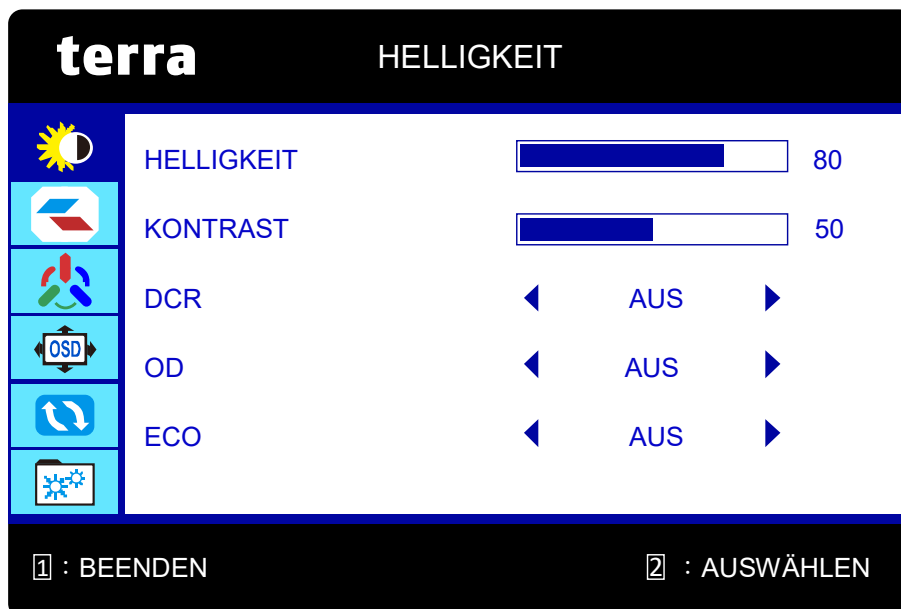 terra HELLIGKEIT
HELLIGKEIT 80
KONTRAST 50
DCR AUS
OSD
OD AUS
ECO AUS
1 : BEENDEN 2 : AUSWÄHLEN